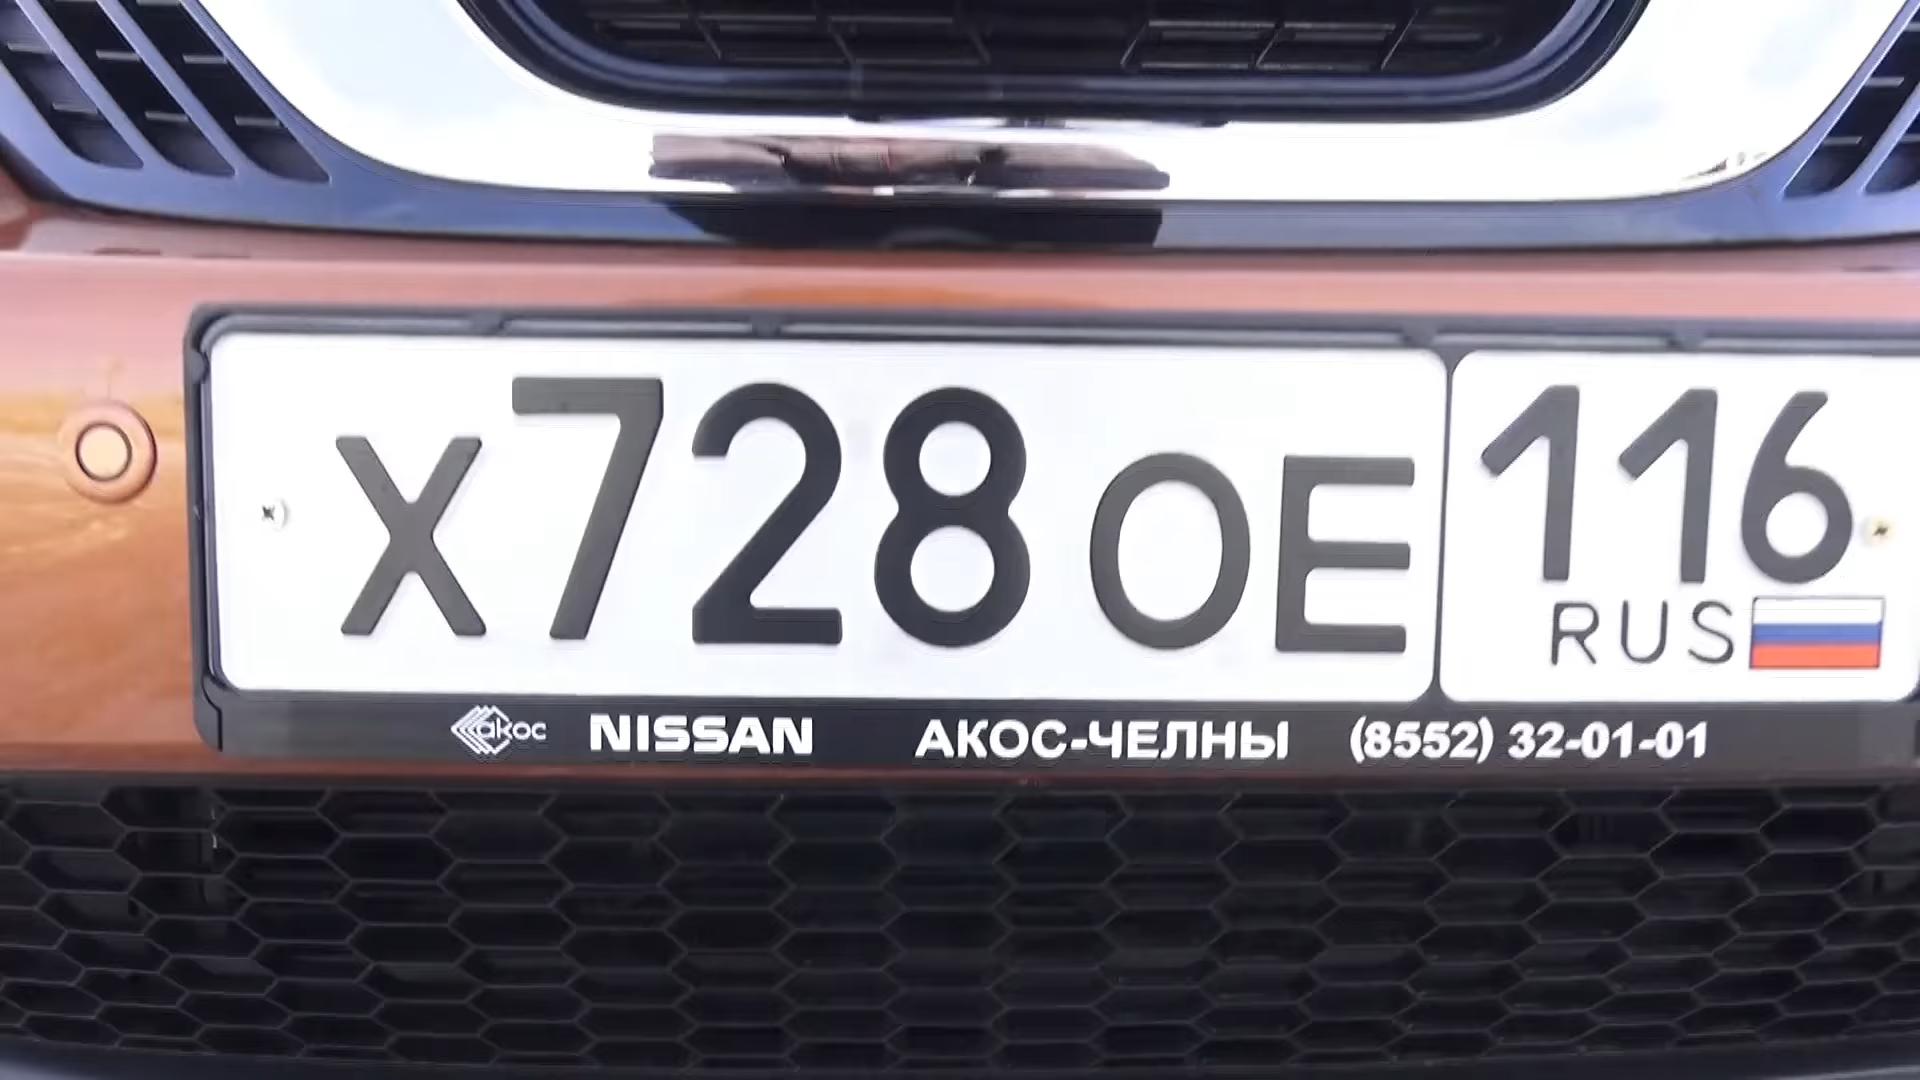 Х728ОЕ 116
RUS
акос NISSAN АКОС-ЧЕЛНЫ (8552) 32-01-01